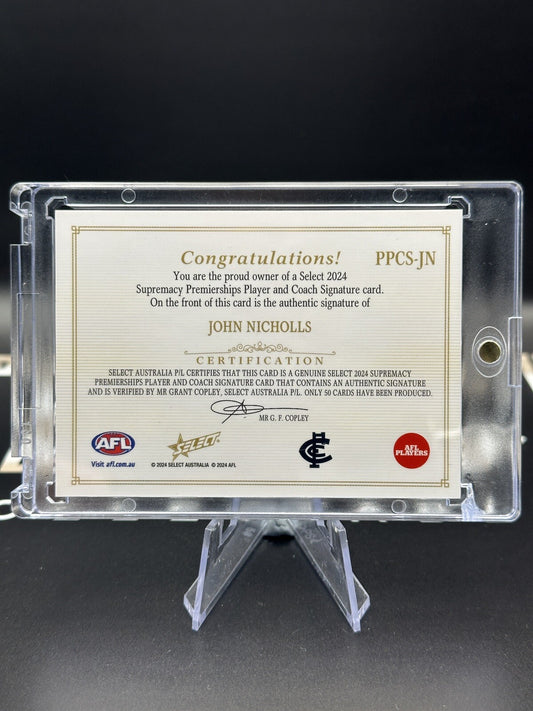 Congratulations! PPCS-JN
You are the proud owner of a Select 2024
Supremacy Premierships Player and Coach Signature card.
On the front of this card is the authentic signature of
JOHN NICHOLLS
CERTIFICATION
SELECT AUSTRALIA P/L CERTIFIES THAT THIS CARD IS A GENUINE SELECT 2024 SUPREMACY
PREMIERSHIPS PLAYER AND COACH SIGNATURE CARD THAT CONTAINS AN AUTHENTIC SIGNATURE
AND IS VERIFIED BY MR GRANT COPLEY, SELECT AUSTRALIA P/L. ONLY 50 CARDS HAVE BEEN PRODUCED.
MR G. F. COPLEY
AFL
Visit afl.com.au
SELECT
© 2024 SELECT AUSTRALIA © 2024 AFL
CFC
AFL
PLAYERS